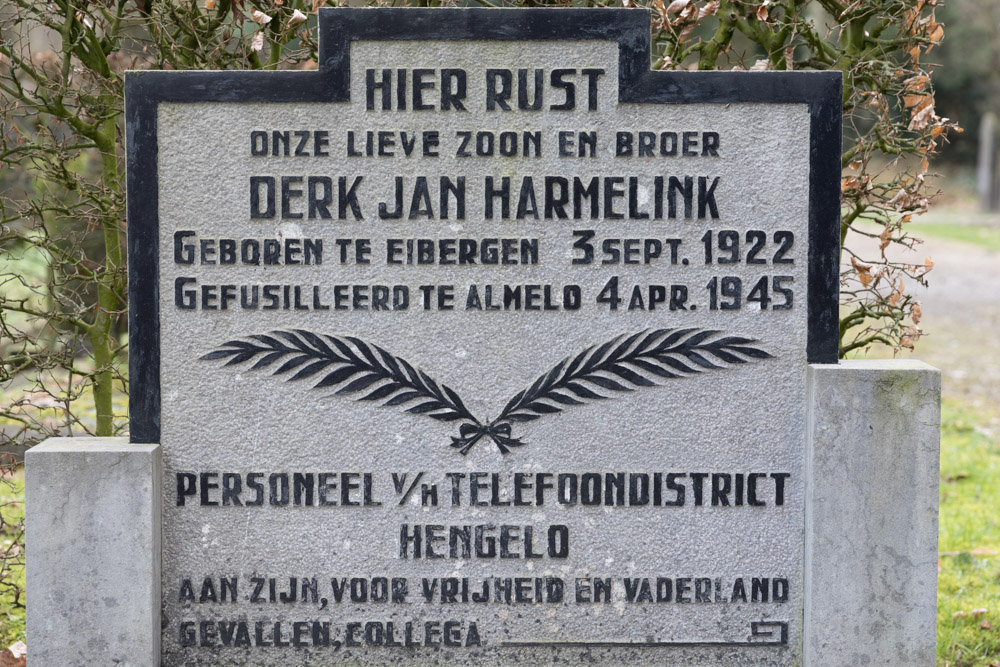 HIER RUST
ONZE LIEVE ZOON EN BROER
DERK JAN HARMELINK
GEBOREN TE EIBERGEN 3 SEPT. 1922
GEFUSILLEERD TE ALMELO 4 APR. 1945
PERSONEEL V/H TELEFOONDISTRICT
HENGELO
AAN ZIJN, VOOR VRIJHEID EN VADERLAND
GEVALLEN, COLLEGA